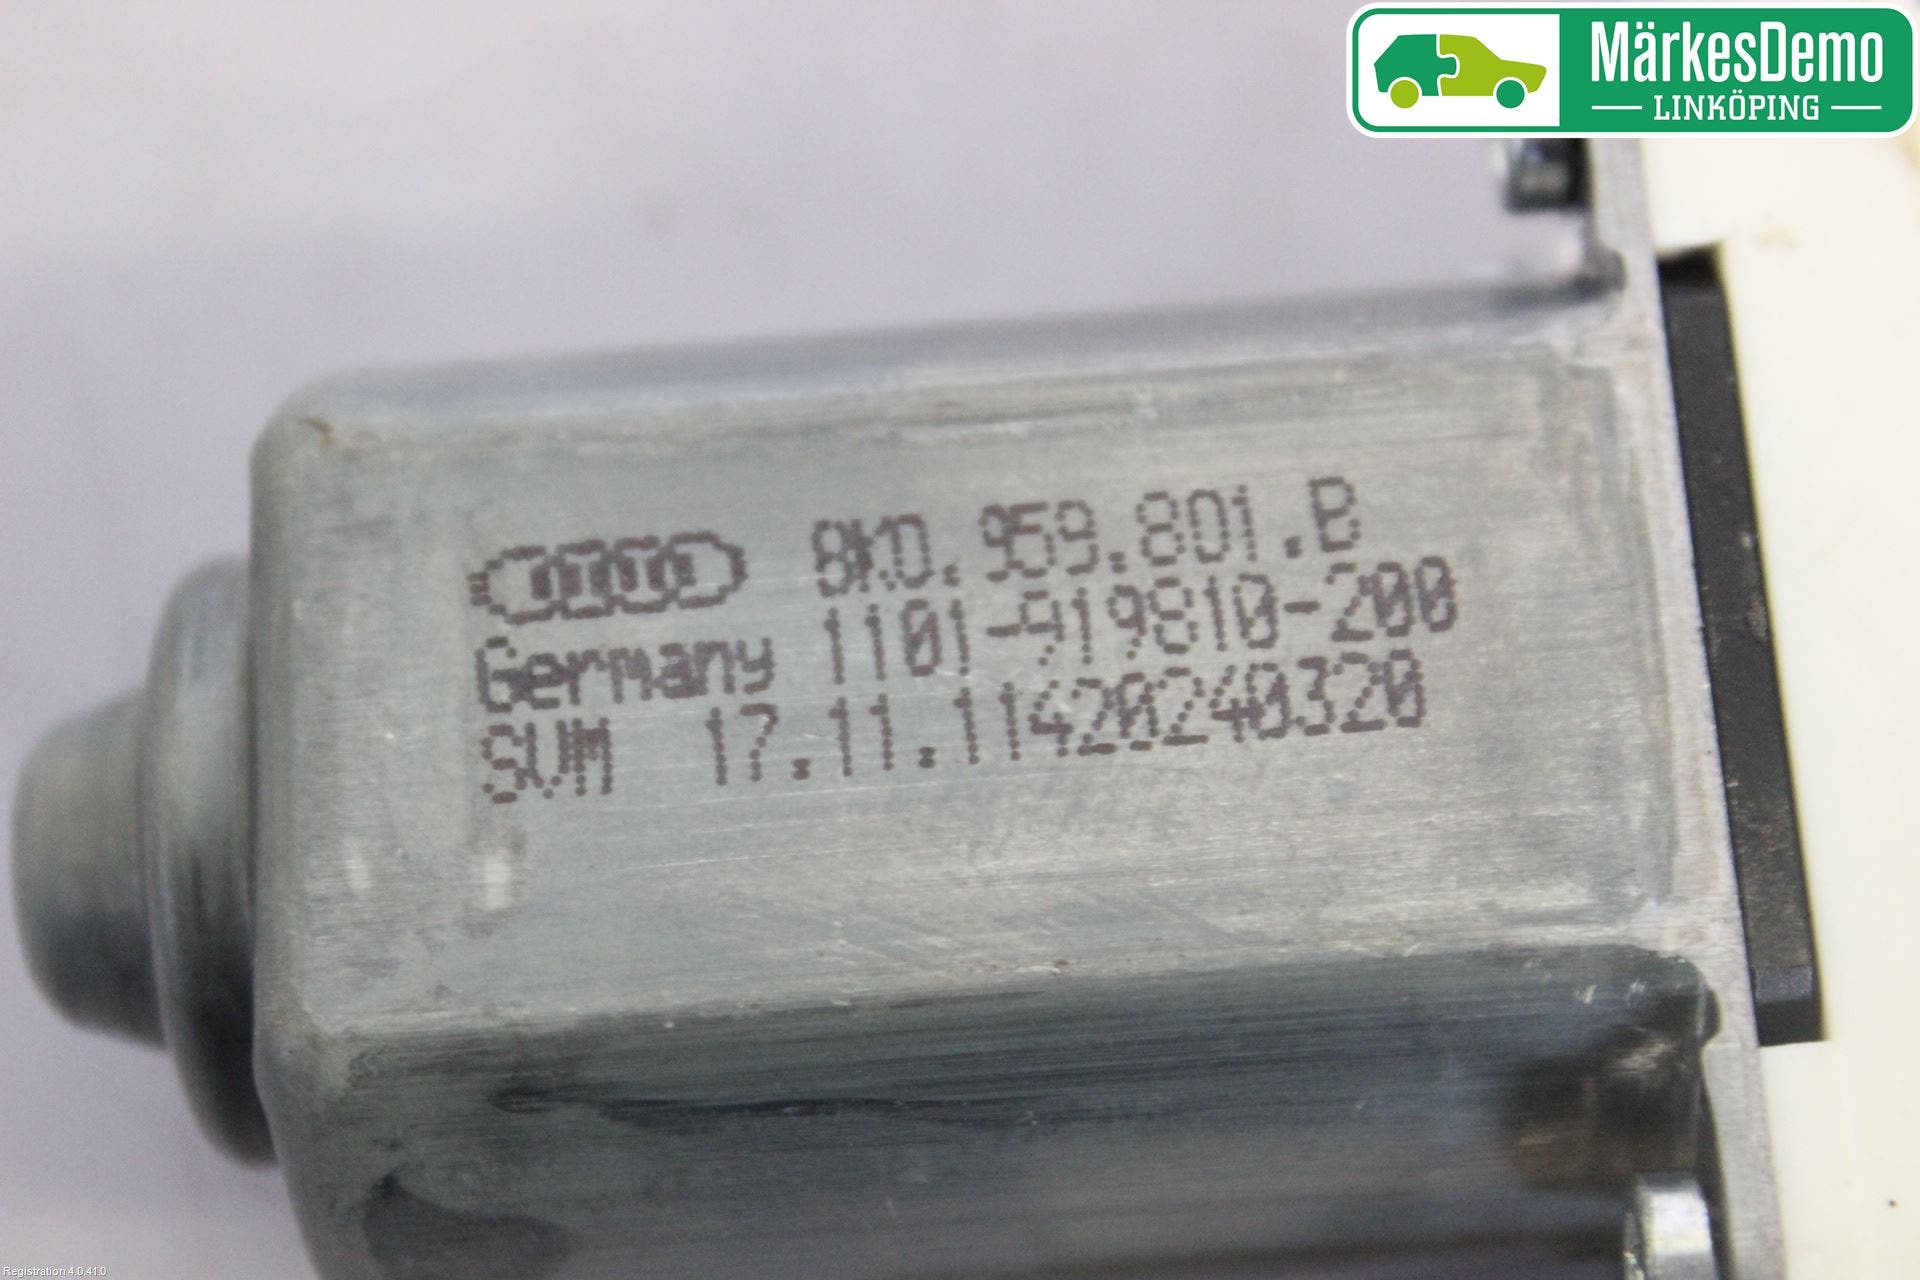 MärkesDemo
LINKÖPING
8K0.959.801.B
Germany 1101-919810-200
SVM 17.11.11420240320
Registration 4.0.41.0